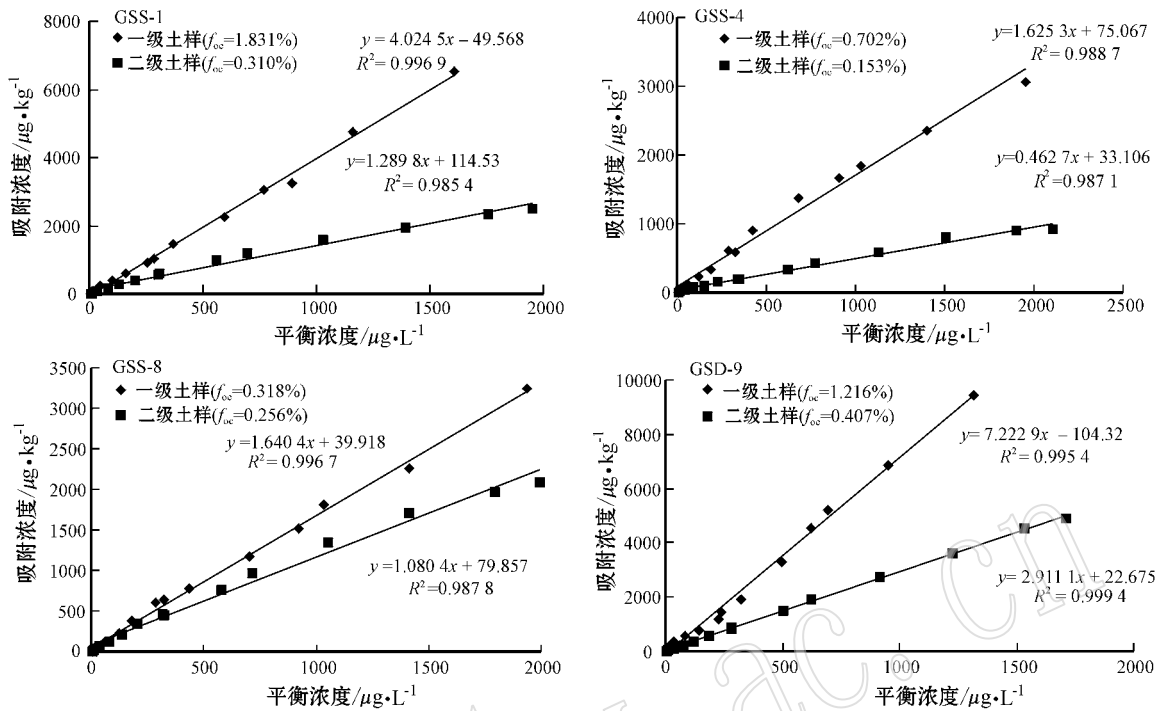 GSS-1
一级土样(foc=1.831%)
二级土样(foc=0.310%)
y = 4.024 5x − 49.568
R2 = 0.996 9
y=1.289 8x + 114.53
R2= 0.985 4
8000
6000
4000
2000
0
0 500 1000 1500 2000
吸附浓度/μg•kg-1
平衡浓度/μg•L-1
GSS-4
一级土样(foc=0.702%)
二级土样(foc=0.153%)
y=1.625 3x + 75.067
R2 = 0.988 7
y=0.462 7x + 33.106
R2= 0.987 1
4000
3000
2000
1000
0
0 500 1000 1500 2000 2500
吸附浓度/μg•kg-1
平衡浓度/μg•L-1
GSS-8
一级土样(foc=0.318%)
二级土样(foc=0.256%)
y=1.640 4x + 39.918
R2= 0.996 7
y=1.080 4x + 79.857
R2=0.987 8
3500
3000
2500
2000
1500
1000
500
0
0 500 1000 1500 2000
吸附浓度/μg•kg-1
平衡浓度/μg•L-1
GSD-9
一级土样(foc=1.216%)
二级土样(foc=0.407%)
y= 7.222 9x − 104.32
R2= 0.995 4
y= 2.911 1x + 22.675
R2= 0.999 4
10000
8000
6000
4000
2000
0
0 500 1000 1500 2000
吸附浓度/μg•kg-1
平衡浓度/μg•L-1